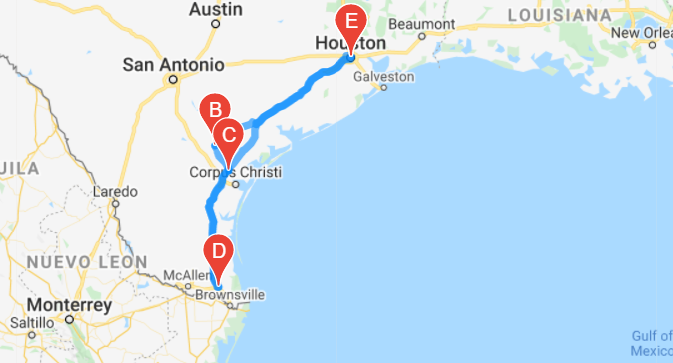 Austin
Beaumont
LOUISIANA
E
New Orle
Houston
San Antonio
Galveston
B
C
UILA
Corpus Christi
Laredo
D
NUEVO LEON
McAllen
Brownsville
Monterrey
Saltillo
Gulf of
Mexico